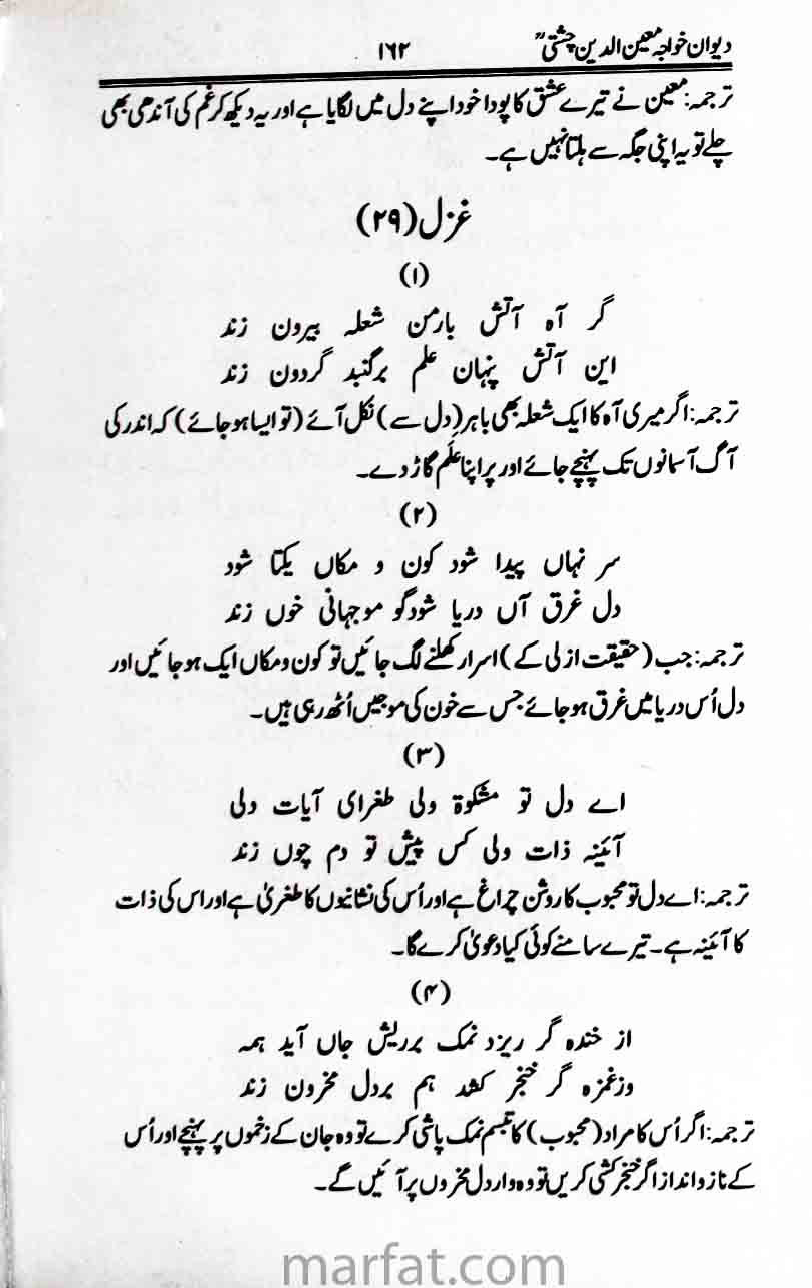 دیوان خواجہ معین الدین چشتیؒ ۱۶۲
ترجمہ: معین نے تیرے عشق کا پودا خود اپنے دل میں لگایا ہے اور یہ دیکھ کر غم کی آندھی بھی
چلے تو یہ اپنی جگہ سے ہلتا نہیں ہے۔
غزل (۲۹)
(۱)
گر آہ آتش بارمن شعلہ بیرون زند
این آتش پنہان علم برگنبد گردون زند
ترجمہ: اگر میری آہ کا ایک شعلہ بھی باہر (دل سے) نکل آئے (تو ایسا ہو جائے) کہ اندر کی
آگ آسمانوں تک پہنچ جائے اور پر اپنا علَم گاڑ دے۔
(۲)
سر نہاں پیدا شود کون و مکاں یکتا شود
دل غرق آں دریا شودگو موجہائی خوں زند
ترجمہ: جب (حقیقت ازلی کے) اسرار کھلنے لگ جائیں تو کون و مکاں ایک ہو جائیں اور
دل اُس دریا میں غرق ہو جائے جس سے خون کی موجیں اُٹھ رہی ہیں۔
(۳)
اے دل تو مشکوۃ ولی طغرای آیات ولی
آئینہ ذات ولی کس پیش تو دم چوں زند
ترجمہ: اے دل تو محبوب کا روشن چراغ ہے اور اُس کی نشانیوں کا طغریٰ ہے اور اس کی ذات
کا آئینہ ہے۔ تیرے سامنے کوئی کیا دعویٰ کرے گا۔
(۴)
از خندہ گر ریزد نمک برریش جاں آید ہمہ
وزغمزہ گر خنجر کشد ہم بردل مخزون زند
ترجمہ: اگر اُس کا مراد (محبوب) کا تبسم نمک پاشی کرے تو وہ جان کے زخموں پر پہنچے اور اُس
کے ناز و انداز اگر خنجر کشی کریں تو وہ وار دل مخزوں پر آئیں گے۔
marfat.com